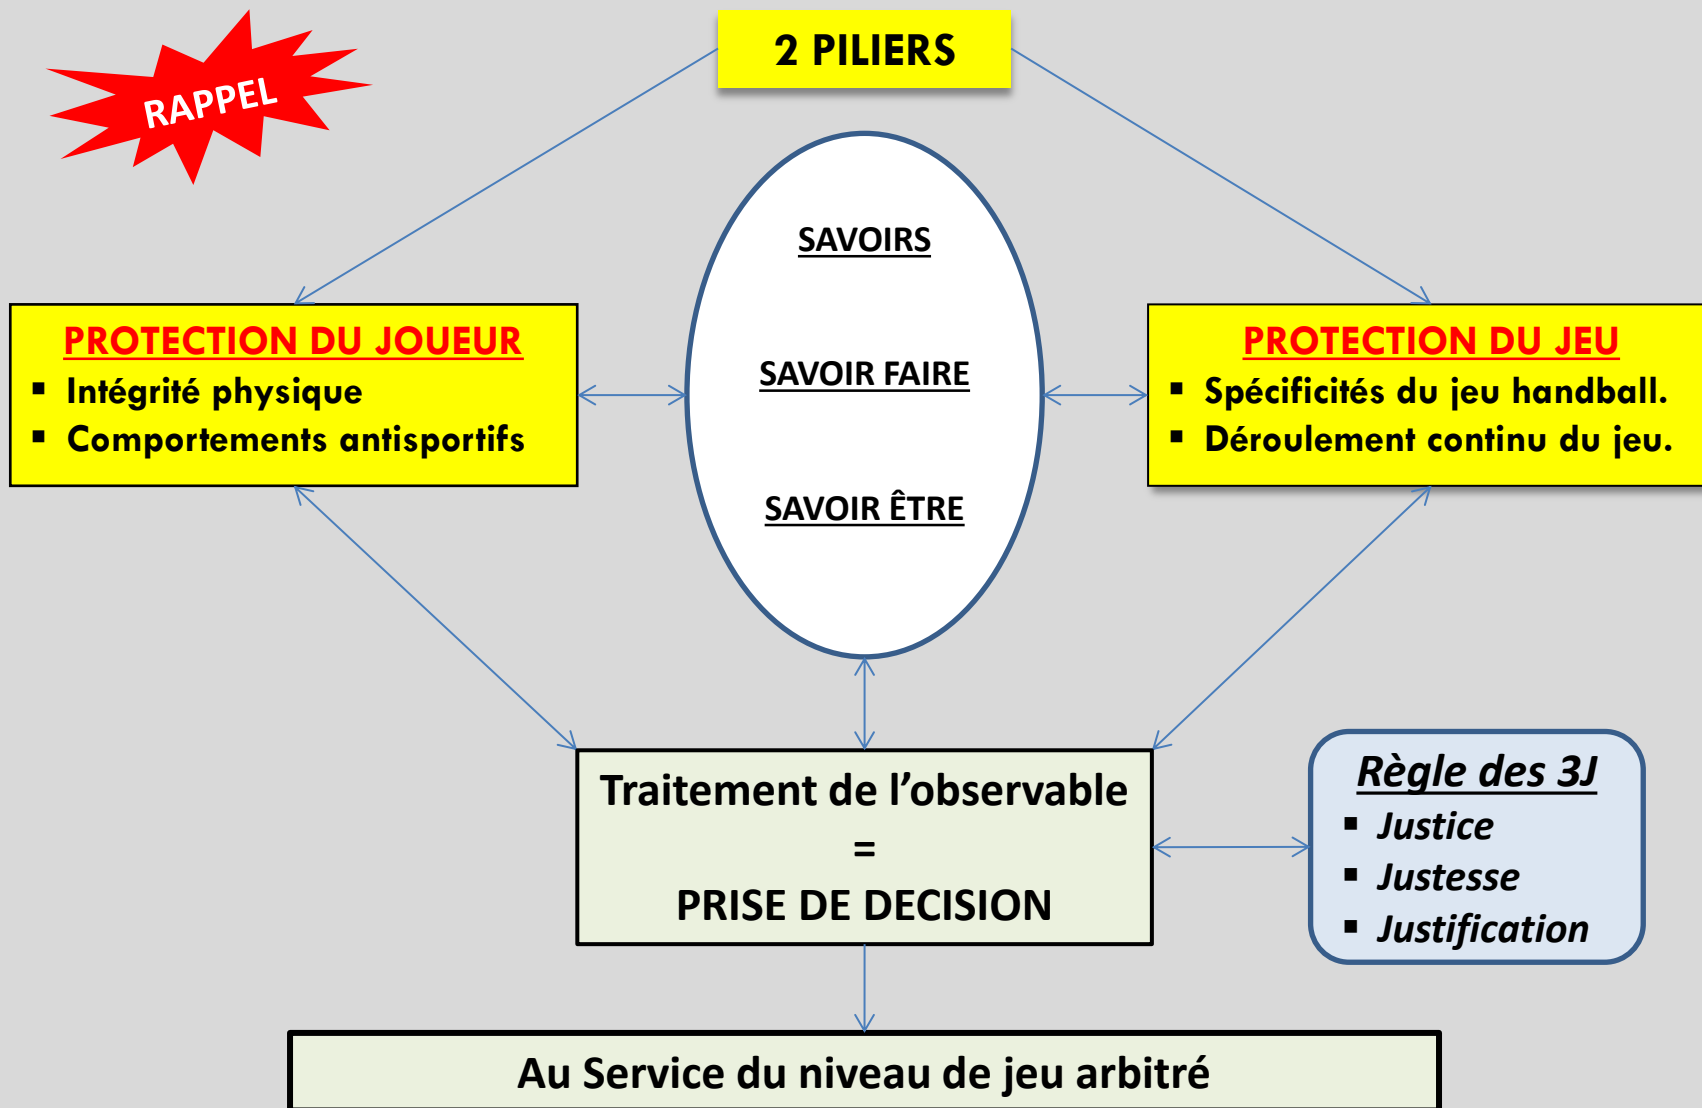 RAPPEL
2 PILIERS
SAVOIRS
SAVOIR FAIRE
SAVOIR ÊTRE
PROTECTION DU JOUEUR
▪ Intégrité physique
▪ Comportements antisportifs
PROTECTION DU JEU
▪ Spécificités du jeu handball.
▪ Déroulement continu du jeu.
Traitement de l’observable
=
PRISE DE DECISION
Règle des 3J
▪ Justice
▪ Justesse
▪ Justification
Au Service du niveau de jeu arbitré